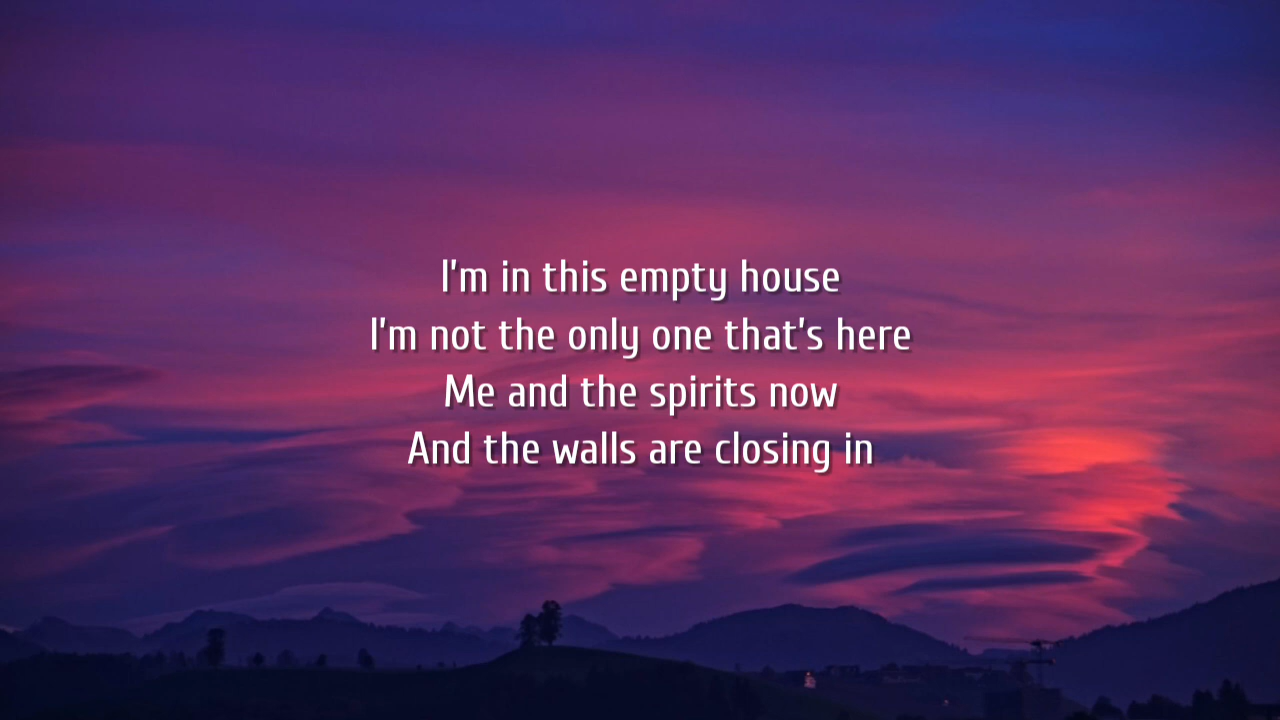 I'm in this empty house
I'm not the only one that's here
Me and the spirits now
And the walls are closing in